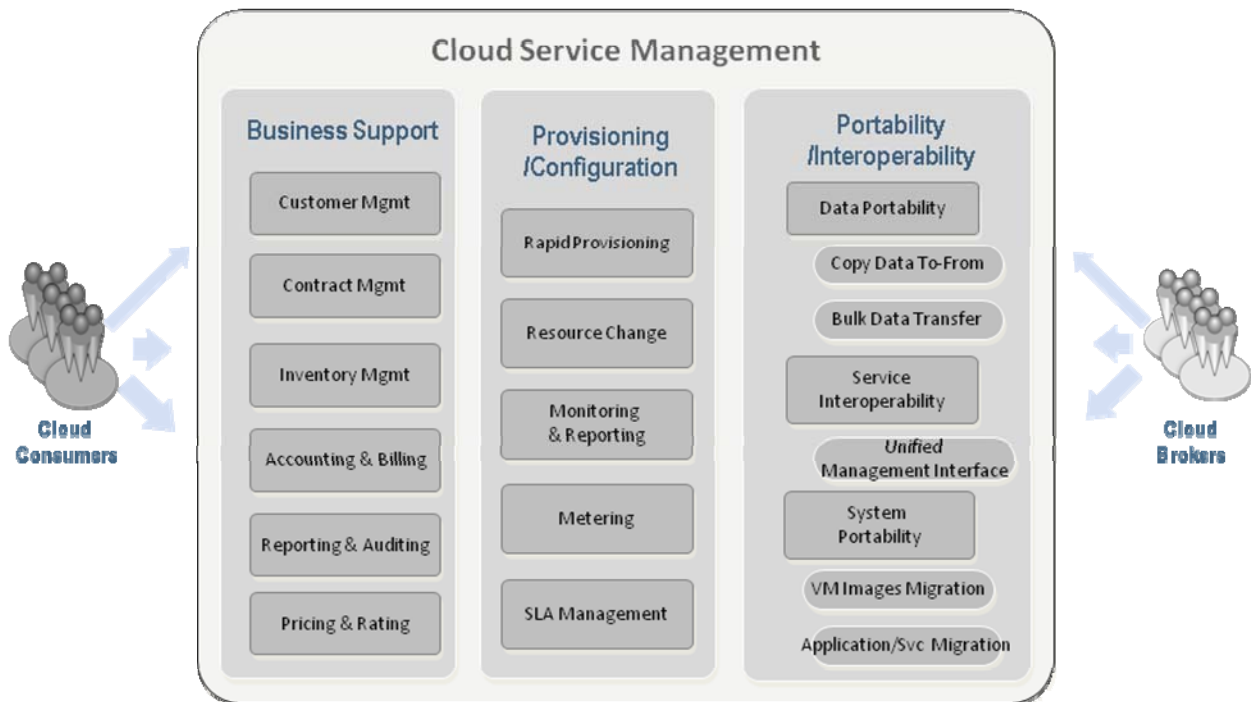 Cloud Service Management
Business Support
Customer Mgmt
Contract Mgmt
Inventory Mgmt
Accounting & Billing
Reporting & Auditing
Pricing & Rating
Provisioning
/Configuration
Rapid Provisioning
Resource Change
Monitoring
& Reporting
Metering
SLA Management
Portability
/Interoperability
Data Portability
Copy Data To-From
Bulk Data Transfer
Service
Interoperability
Unified
Management Interface
System
Portability
VM Images Migration
Application/Svc Migration
Cloud
Consumers
Cloud
Brokers